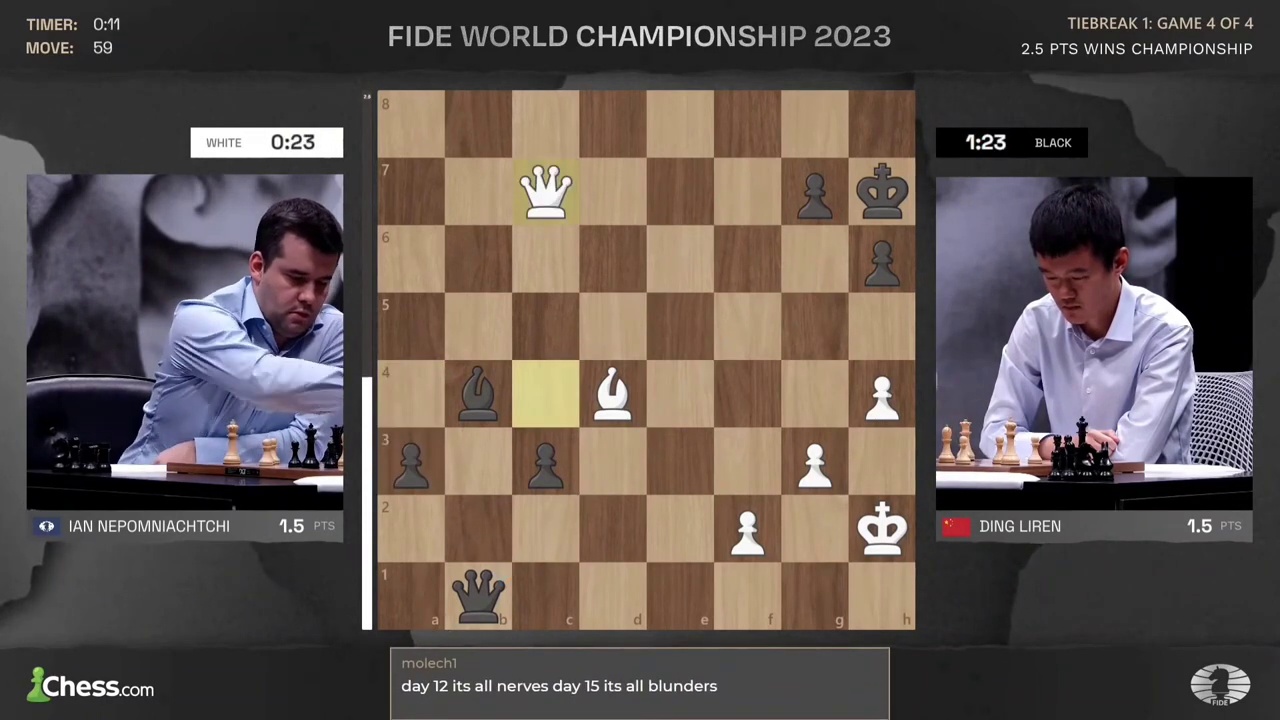 TIMER: 0:11
MOVE: 59
FIDE WORLD CHAMPIONSHIP 2023
TIEBREAK 1: GAME 4 OF 4
2.5 PTS WINS CHAMPIONSHIP
WHITE 0:23
1:23 BLACK
8
7
6
5
4
3
2
1
a b c d e f g h
IAN NEPOMNIACHTCHI 1.5 PTS
DING LIREN 1.5 PTS
molech1
day 12 its all nerves day 15 its all blunders
Chess.com
FIDE